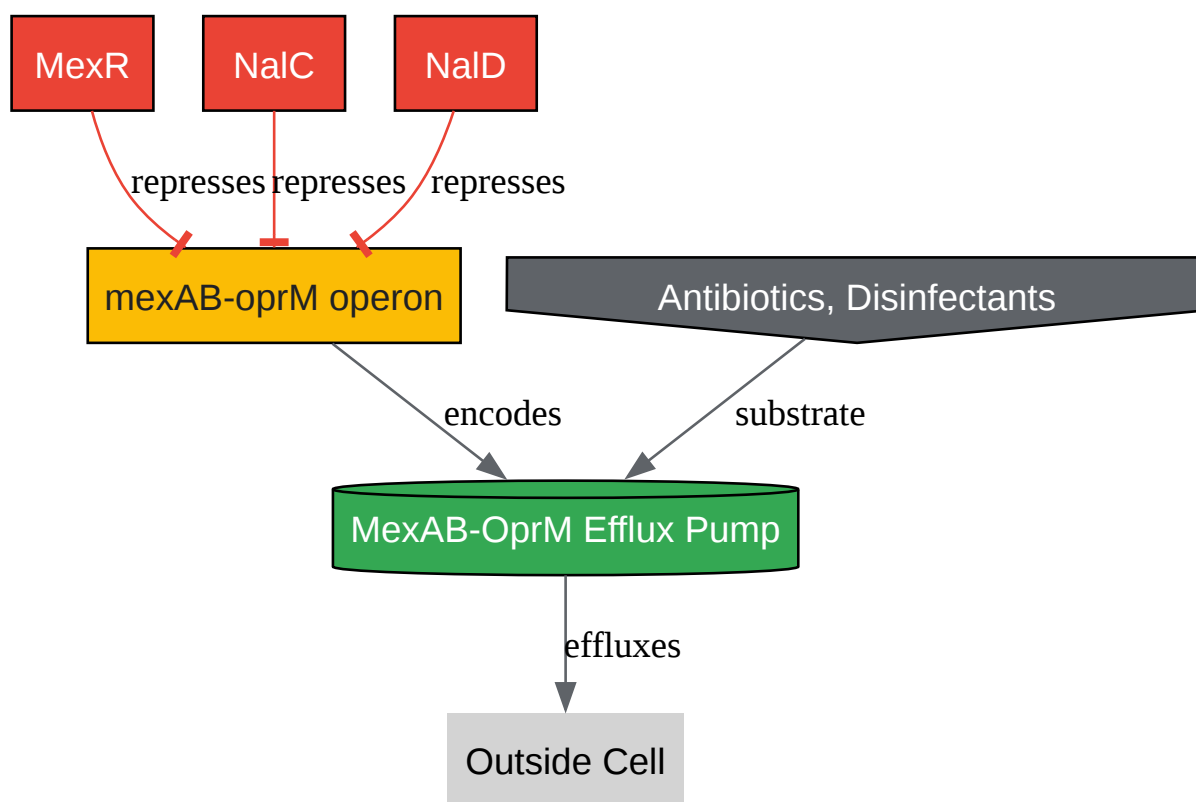 MexR
NalC
NalD
represses
represses
represses
mexAB-oprM operon
Antibiotics, Disinfectants
encodes
substrate
MexAB-OprM Efflux Pump
effluxes
Outside Cell